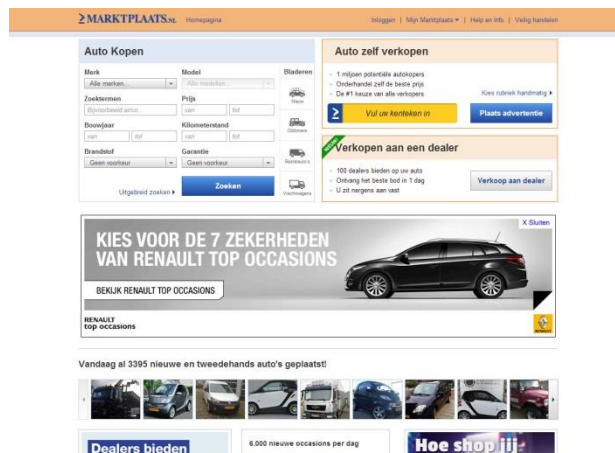 MARKTPLAATS.NL Homepagina
Inloggen | Mijn Marktplaats | Help en info | Veilig handelen
Auto Kopen
Merk
Model
Bladeren
Alle merken...
Alle modellen...
Zoektermen
Prijs
Bijvoorbeeld airco...
van
tot
Nieuw
Bouwjaar
Kilometerstand
van
tot
van
tot
Oldtimers
Brandstof
Garantie
Geen voorkeur
Geen voorkeur
Bestelauto's
Uitgebreid zoeken
Zoeken
Vrachtwagens
Auto zelf verkopen
1 miljoen potentiële autokopers
Onderhandel zelf de beste prijs
De #1 keuze van alle verkopers
Kies rubriek handmatig
Vul uw kenteken in
Plaats advertentie
NIEUW
Verkopen aan een dealer
100 dealers bieden op uw auto
Ontvang het beste bod in 1 dag
U zit nergens aan vast
Verkoop aan dealer
X Sluiten
KIES VOOR DE 7 ZEKERHEDEN
VAN RENAULT TOP OCCASIONS
BEKIJK RENAULT TOP OCCASIONS
RENAULT
top occasions
RENAULT
Vandaag al 3395 nieuwe en tweedehands auto's geplaatst!
Dealers bieden
6.000 nieuwe occasions per dag
Hoe shop jij